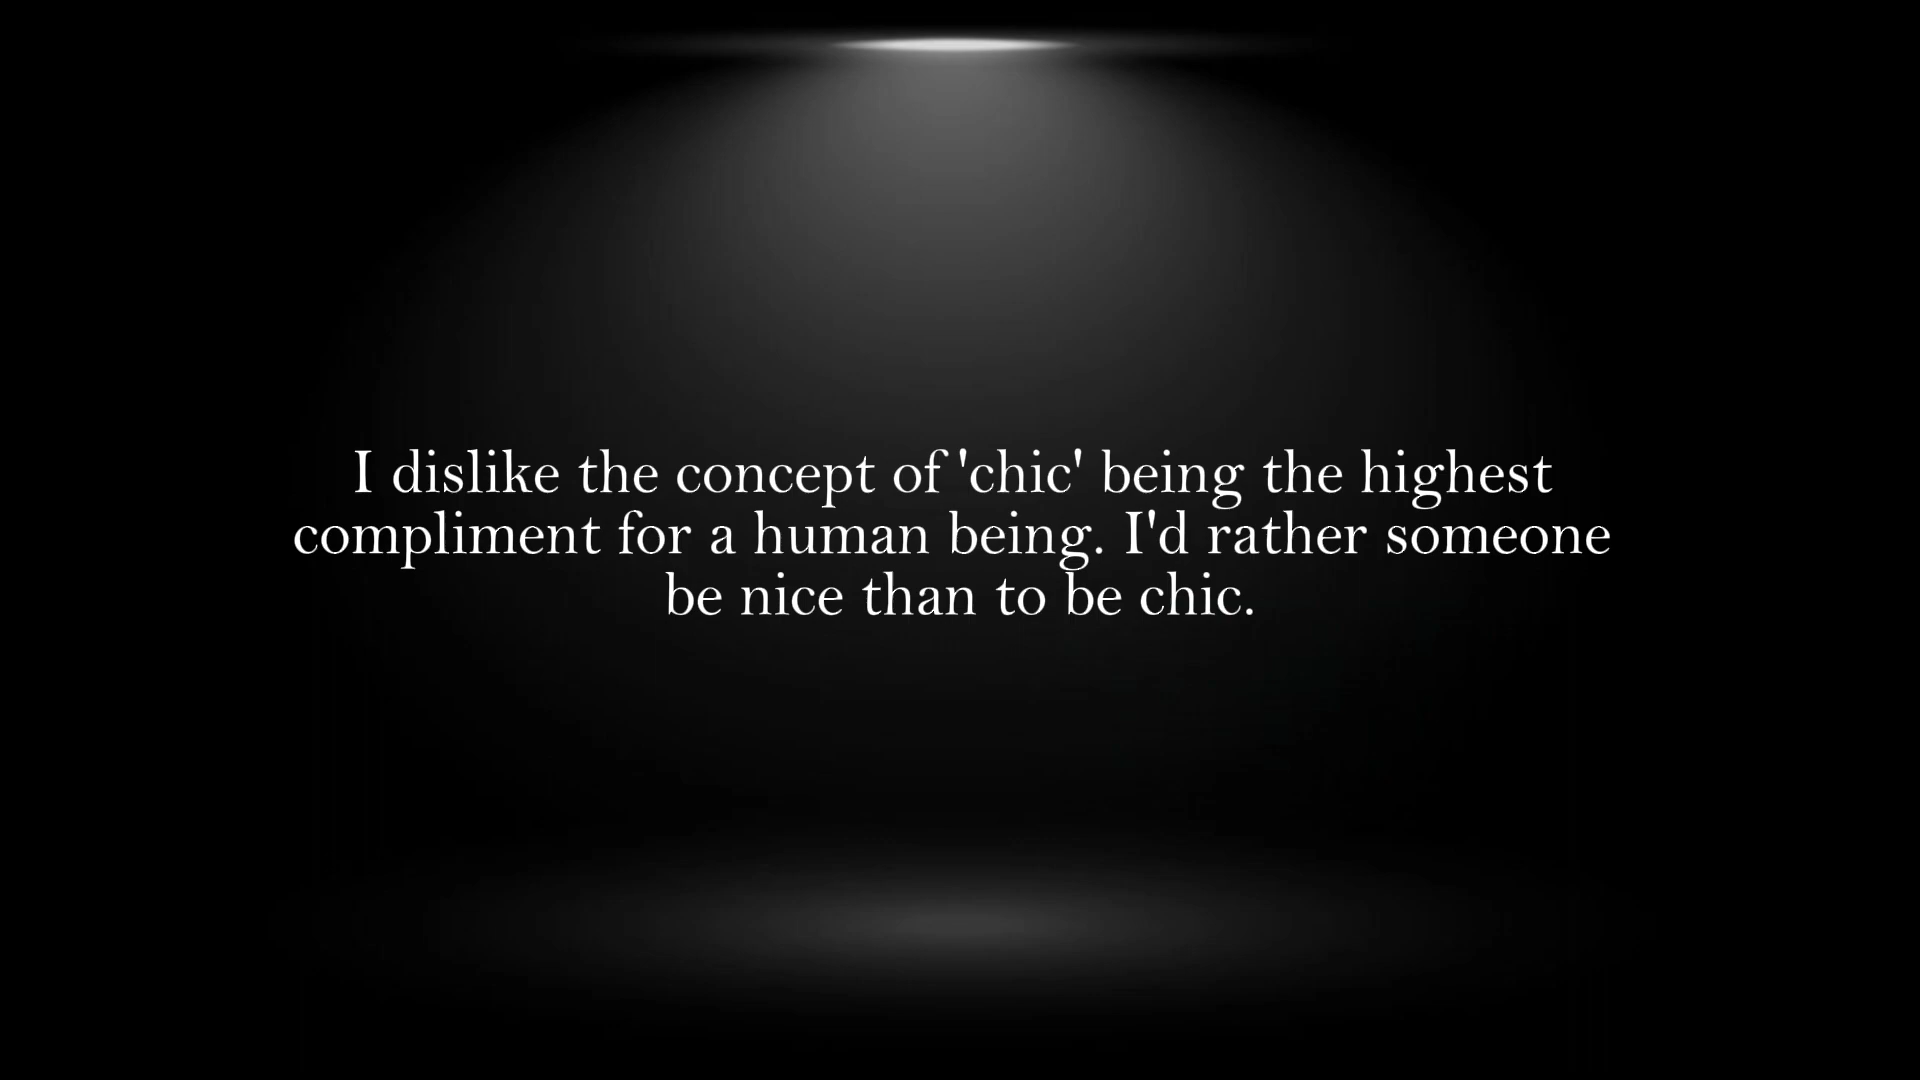 I dislike the concept of 'chic' being the highest
compliment for a human being. I'd rather someone
be nice than to be chic.